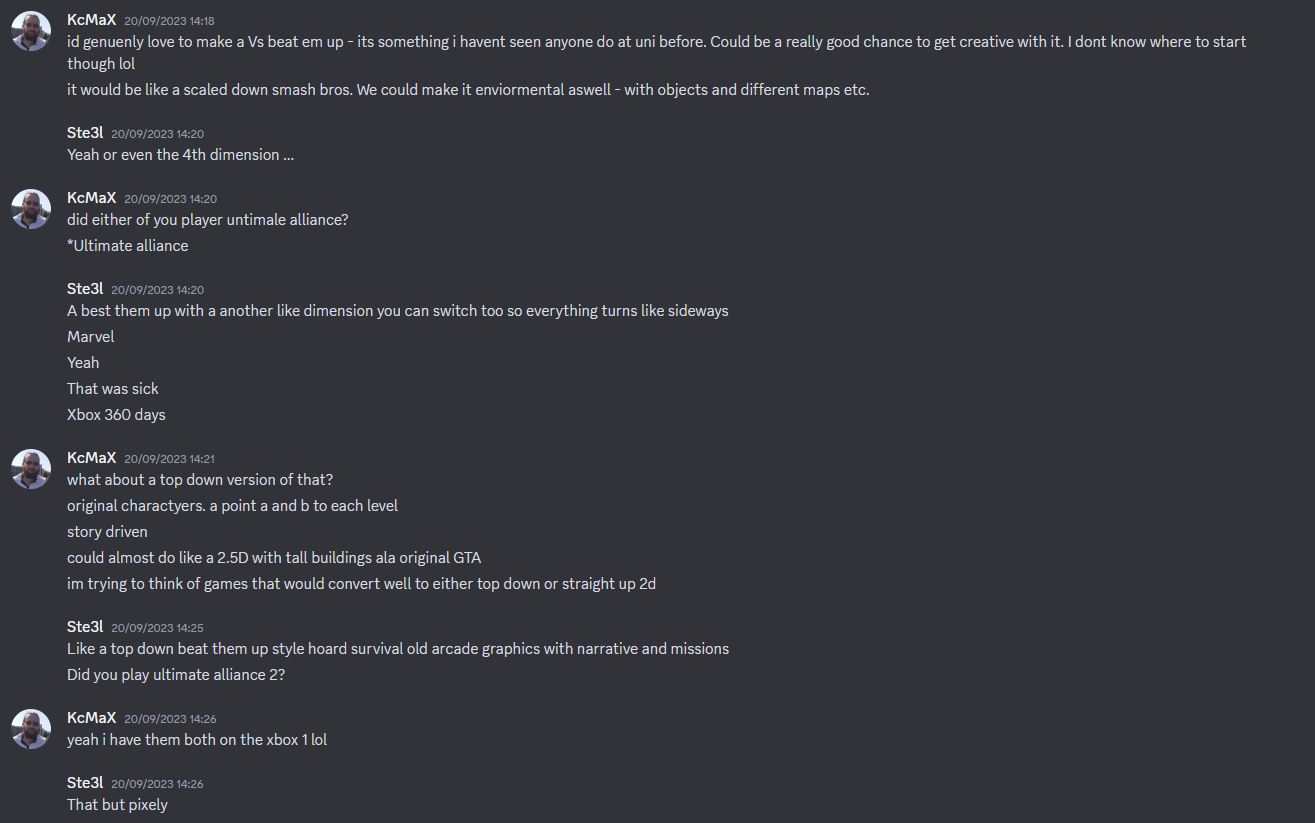 KcMaX 20/09/2023 14:18
id genuenly love to make a Vs beat em up - its something i havent seen anyone do at uni before. Could be a really good chance to get creative with it. I dont know where to start
though lol
it would be like a scaled down smash bros. We could make it enviormental aswell - with objects and different maps etc.
Ste3l 20/09/2023 14:20
Yeah or even the 4th dimension ...
KcMaX 20/09/2023 14:20
did either of you player untimale alliance?
*Ultimate alliance
Ste3l 20/09/2023 14:20
A best them up with a another like dimension you can switch too so everything turns like sideways
Marvel
Yeah
That was sick
Xbox 360 days
KcMaX 20/09/2023 14:21
what about a top down version of that?
original charactyers. a point a and b to each level
story driven
could almost do like a 2.5D with tall buildings ala original GTA
im trying to think of games that would convert well to either top down or straight up 2d
Ste3l 20/09/2023 14:25
Like a top down beat them up style hoard survival old arcade graphics with narrative and missions
Did you play ultimate alliance 2?
KcMaX 20/09/2023 14:26
yeah i have them both on the xbox 1 lol
Ste3l 20/09/2023 14:26
That but pixely